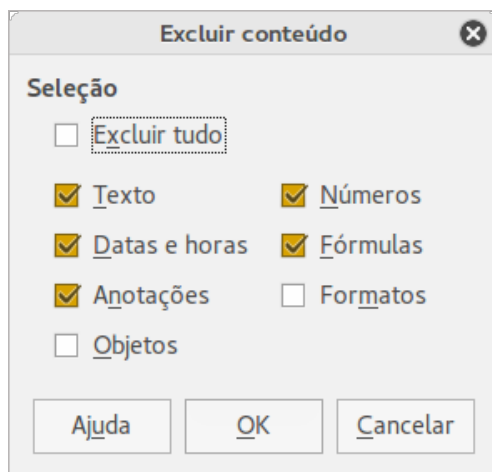 Excluir conteúdo
Seleção
Excluir tudo
Texto Números
Datas e horas Fórmulas
Anotações Formatos
Objetos
Ajuda OK Cancelar